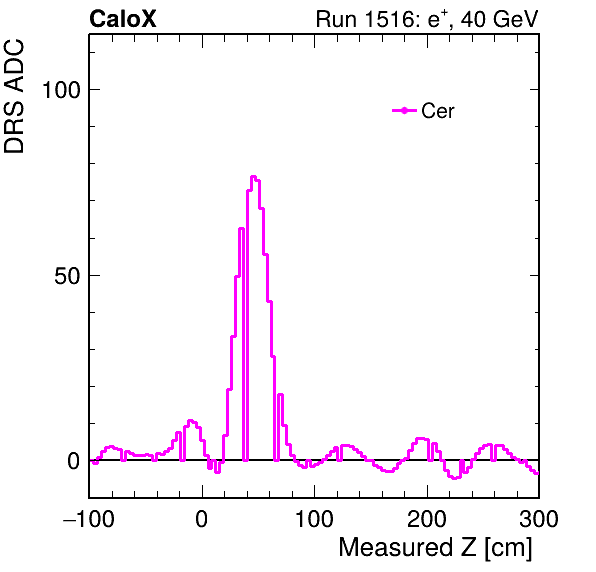 CaloX Run 1516: e⁺, 40 GeV
DRS ADC
Cer
100
50
0
−100 0 100 200 300
Measured Z [cm]